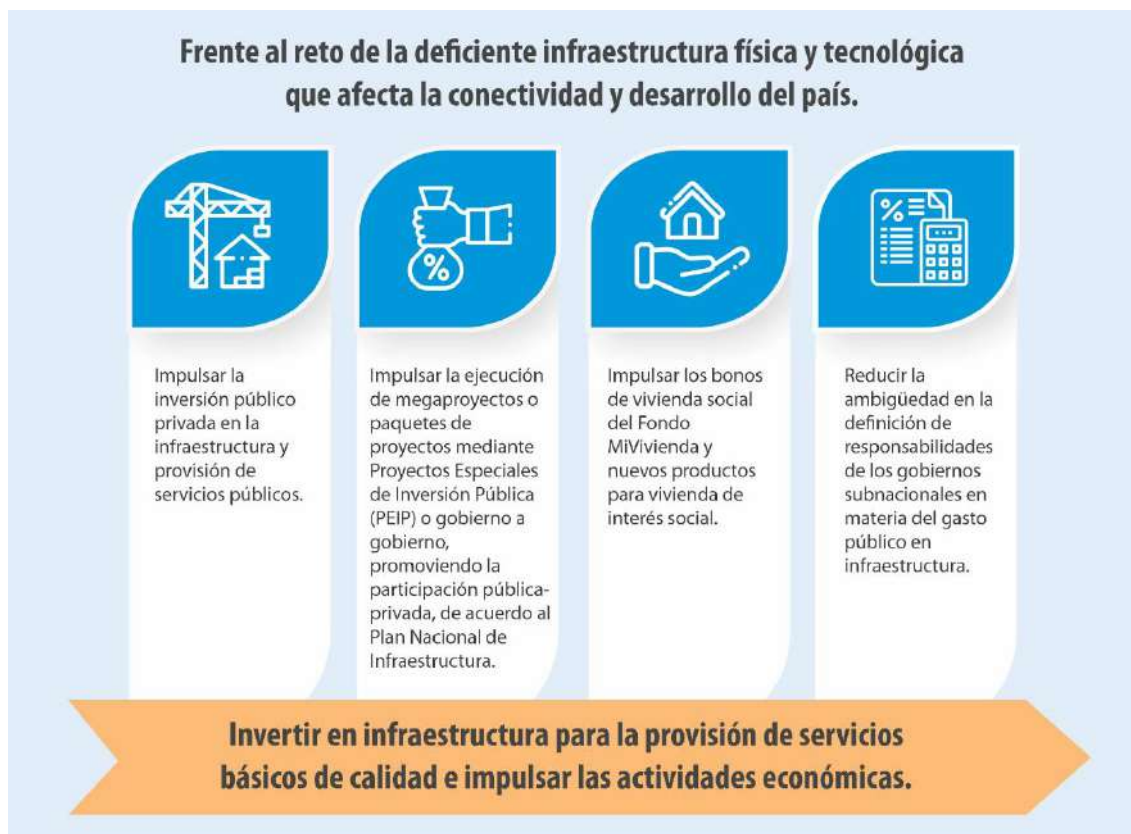 Frente al reto de la deficiente infraestructura física y tecnológica
que afecta la conectividad y desarrollo del país.
Impulsar la
inversión público
privada en la
infraestructura y
provisión de
servicios públicos.
Impulsar la ejecución
de megaproyectos o
paquetes de
proyectos mediante
Proyectos Especiales
de Inversión Pública
(PEIP) o gobierno a
gobierno,
promoviendo la
participación pública-
privada, de acuerdo al
Plan Nacional de
Infraestructura.
Impulsar los bonos
de vivienda social
del Fondo
MiVivienda y
nuevos productos
para vivienda de
interés social.
Reducir la
ambigüedad en la
definición de
responsabilidades
de los gobiernos
subnacionales en
materia del gasto
público en
infraestructura.
Invertir en infraestructura para la provisión de servicios
básicos de calidad e impulsar las actividades económicas.